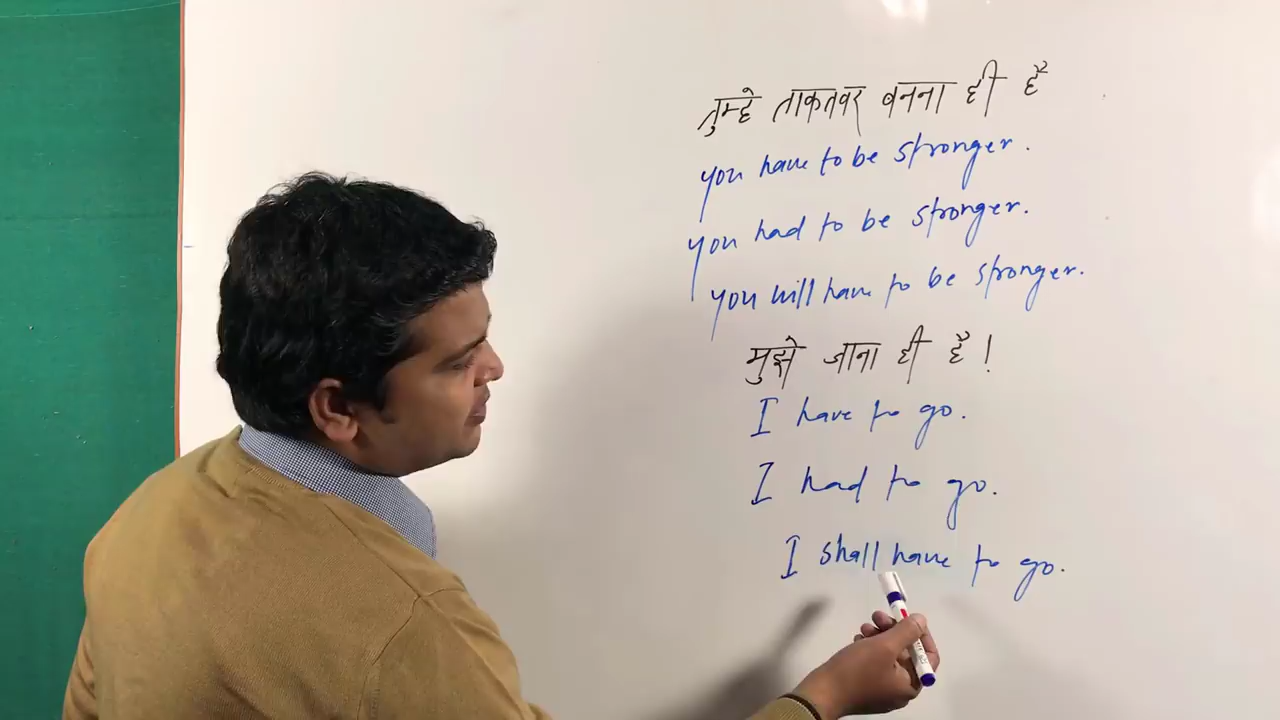 तुम्हे ताकतवर बनना ही है
you have to be stronger.
you had to be stronger.
you will have to be stronger.
मुझे जाना ही है !
I have to go.
I had to go.
I shall have to go.